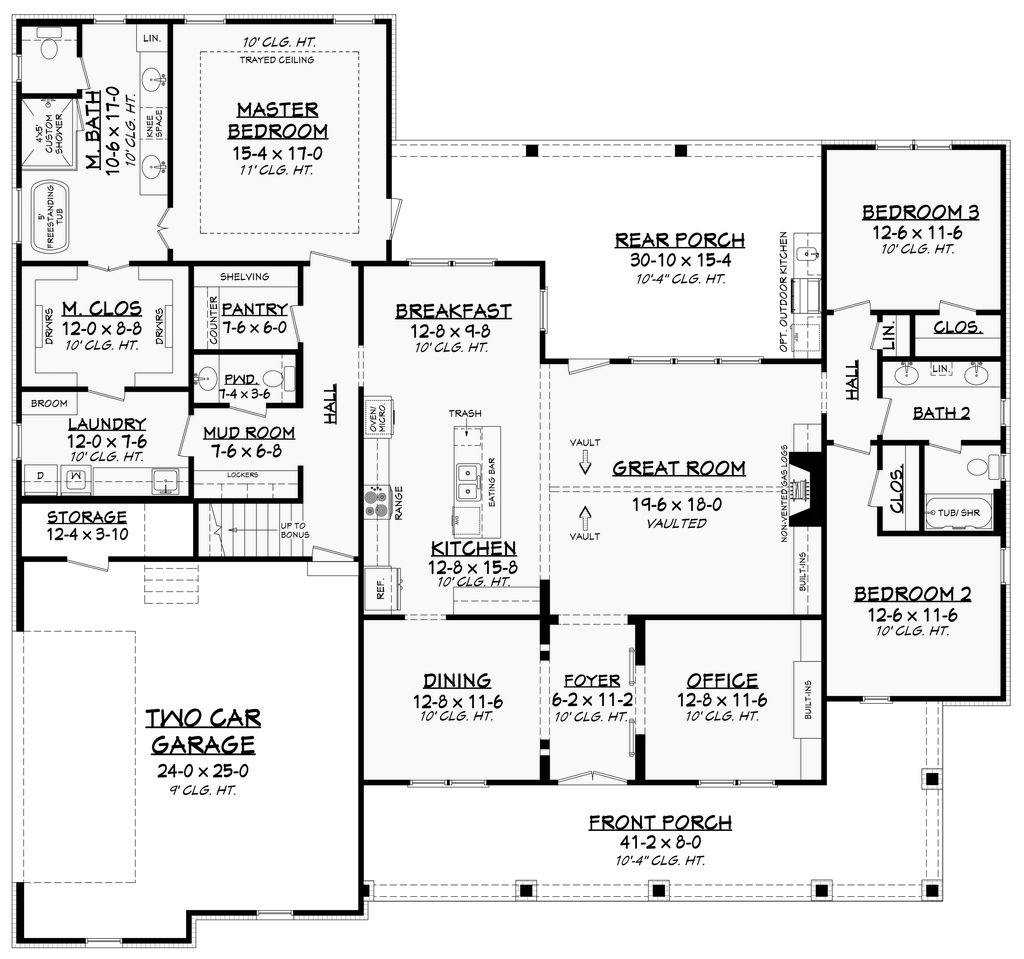 LIN.
10' CLG. HT.
TRAYED CEILING
MASTER
BEDROOM
15-4 x 17-0
11' CLG. HT.
M. BATH
10-6 x 17-0
10' CLG. HT.
KNEE
SPACE
4'x5'
CUSTOM
SHOWER
5'
FREESTANDING
TUB
REAR PORCH
30-10 x 15-4
10'-4" CLG. HT.
OPT. OUTDOOR KITCHEN
BEDROOM 3
12-6 x 11-6
10' CLG. HT.
M. CLOS
12-0 x 8-8
10' CLG. HT.
DRWRS
DRWRS
SHELVING
COUNTER
PANTRY
7-6 x 6-0
BREAKFAST
12-8 x 9-8
10' CLG. HT.
LIN.
CLOS.
HALL
LIN.
BATH 2
PWD.
7-4 x 3-6
HALL
BROOM
LAUNDRY
12-0 x 7-6
10' CLG. HT.
D
W
MUD ROOM
7-6 x 6-8
LOCKERS
OVEN/
MICRO.
TRASH
EATING BAR
RANGE
DW
VAULT
GREAT ROOM
19-6 x 18-0
VAULTED
VAULT
NON-VENTED GAS LOGS
BUILT-INS
CLOS.
TUB/ SHR
STORAGE
12-4 x 3-10
UP TO
BONUS
KITCHEN
12-8 x 15-8
10' CLG. HT.
REF.
BEDROOM 2
12-6 x 11-6
10' CLG. HT.
DINING
12-8 x 11-6
10' CLG. HT.
FOYER
6-2 x 11-2
10' CLG. HT.
OFFICE
12-8 x 11-6
10' CLG. HT.
BUILT-INS
TWO CAR
GARAGE
24-0 x 25-0
9' CLG. HT.
FRONT PORCH
41-2 x 8-0
10'-4" CLG. HT.